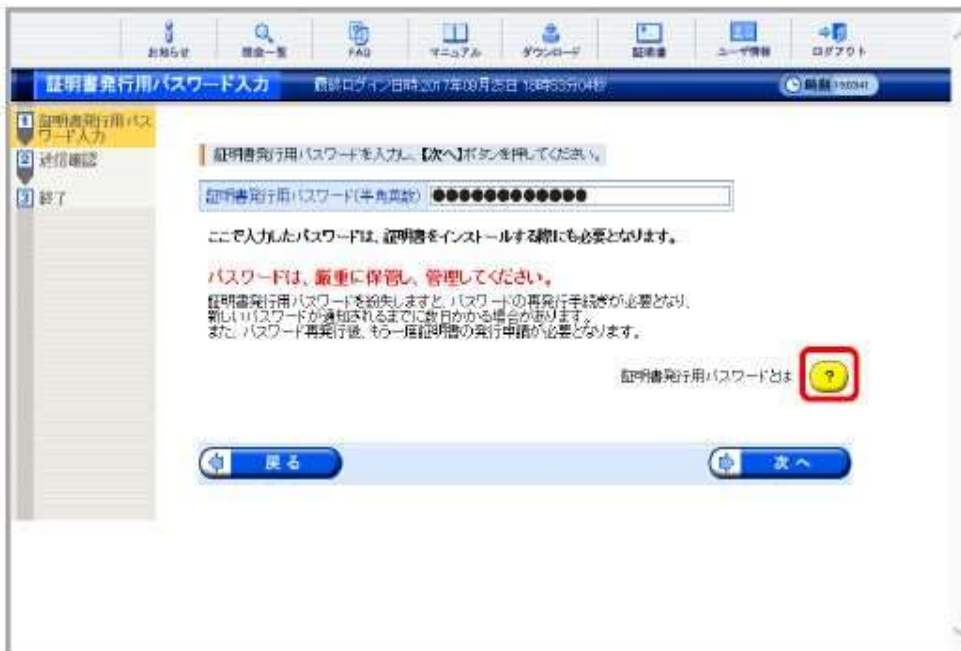 お知らせ
照会一覧
FAQ
マニュアル
ダウンロード
証明書
ユーザ情報
ログアウト
証明書発行用パスワード入力
最終ログイン日時 2017年09月25日 16時53分04秒
時刻
1 証明書発行用パス
ワード入力
2 送信確認
3 終了
証明書発行用パスワードを入力し、【次へ】ボタンを押してください。
証明書発行用パスワード(半角英数) ●●●●●●●●●●●●
ここで入力したパスワードは、証明書をインストールする際にも必要となります。
パスワードは、厳重に保管し、管理してください。
証明書発行用パスワードを紛失しますと、パスワードの再発行手続きが必要となり、
新しいパスワードが通知されるまでに数日かかる場合があります。
また、パスワード再発行後、もう一度証明書の発行申請が必要となります。
証明書発行用パスワードとは ?
戻る
次へ